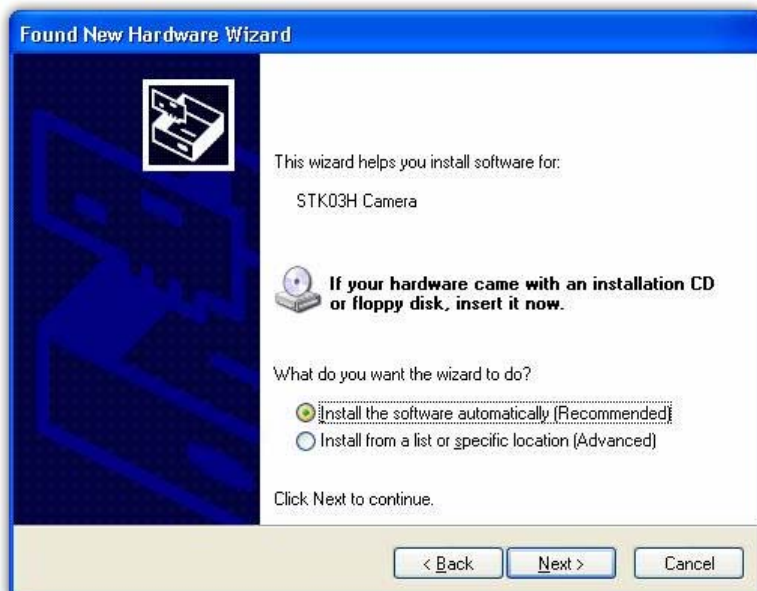 Found New Hardware Wizard
This wizard helps you install software for:
STK03H Camera
If your hardware came with an installation CD
or floppy disk, insert it now.
What do you want the wizard to do?
Install the software automatically (Recommended)
Install from a list or specific location (Advanced)
Click Next to continue.
< Back
Next >
Cancel